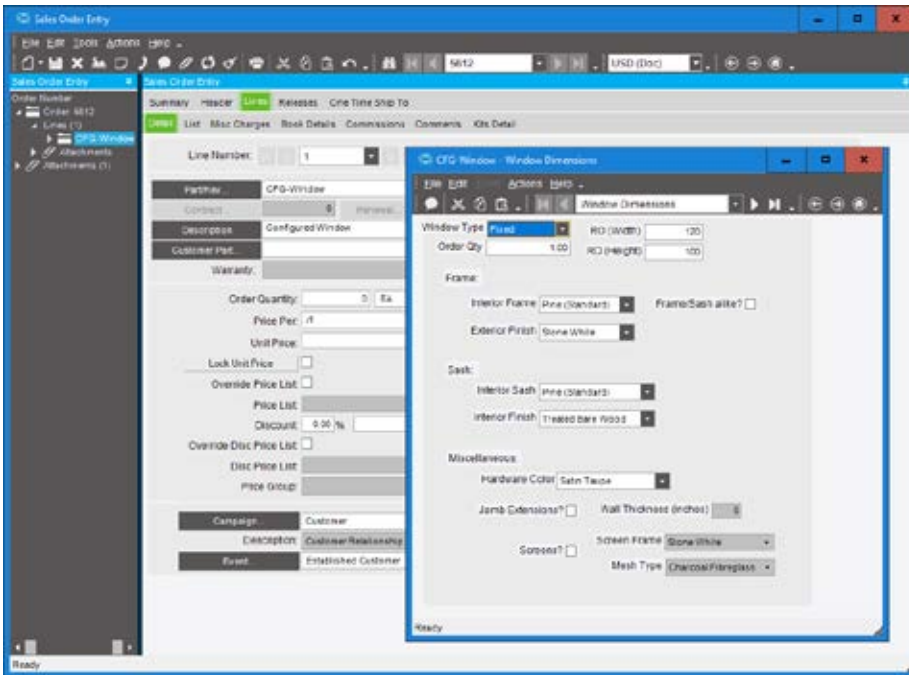 Sales Order Entry
File Edit Tools Actions Help
5612
USD (Doc)
Sales Order Entry
Sales Order Entry
Order Number
Order 5612
Lines (1)
CFG-Window
Attachments
Attachments (1)
Summary Header Lines Releases One Time Ship To
Detail List Misc Charges Book Details Commissions Comments Kits Detail
Line Number: 1
Part/Rev... CFG-Window
Contract... 0 Renewal...
Description Configured Window
Customer Part...
Warranty:
Order Quantity: 0 EA
Price Per: /1
Unit Price:
Lock Unit Price
Override Price List:
Price List:
Discount: 0.00 %
Override Disc Price List:
Disc Price List:
Price Group:
Campaign... Customer
Description: Customer Relationship
Event... Established Customer
CFG-Window - Window Dimensions
File Edit Tools Actions Help
Window Dimensions
Window Type Fixed
RO (Width) 120
Order Qty 1.00
RO (Height) 100
Frame:
Interior Frame Pine (Standard)
Frame/Sash alike?
Exterior Finish Stone White
Sash:
Interior Sash Pine (Standard)
Interior Finish Treated Bare Wood
Miscellaneous:
Hardware Color Satin Taupe
Jamb Extensions?
Wall Thickness (inches) 6
Screens?
Screen Frame Stone White
Mesh Type Charcoal Fibreglass
Ready
Ready